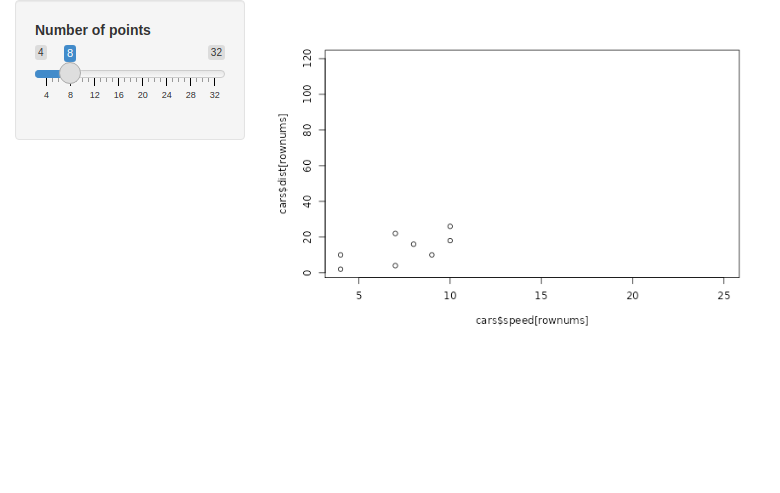 Number of points
4 8 32
4 8 12 16 20 24 28 32
cars$dist[rownums]
120
100
80
60
40
20
0
5 10 15 20 25
cars$speed[rownums]